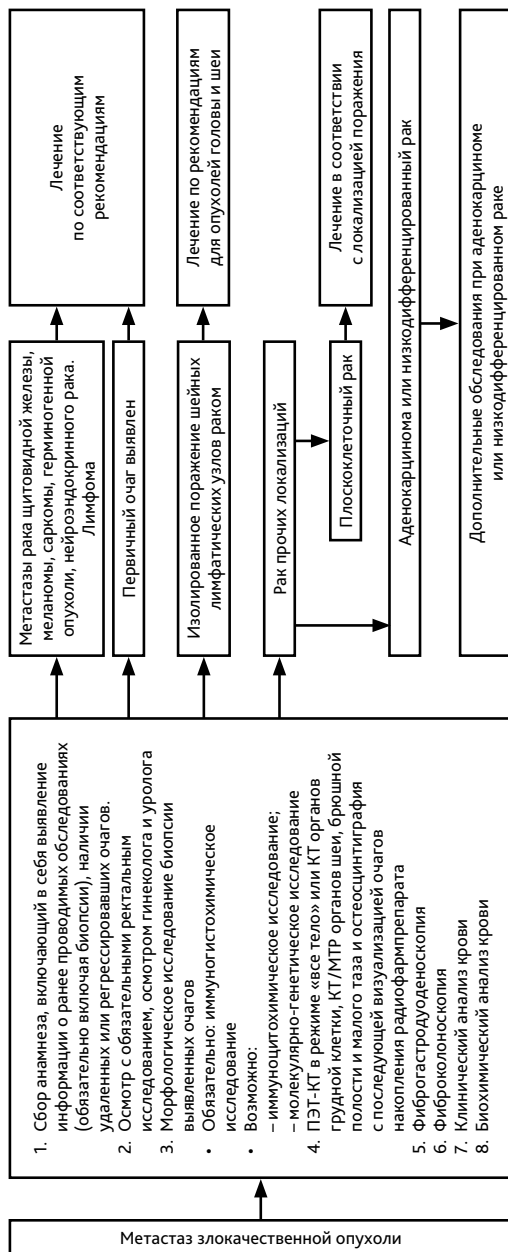 Метастаз злокачественной опухоли
1. Сбор анамнеза, включающий в себя выявление
информации о ранее проводимых обследованиях
(обязательно включая биопсии), наличии
удаленных или регрессировавших очагов.
2. Осмотр с обязательными ректальным
исследованием, осмотром гинеколога и уролога
3. Морфологическое исследование биопсии
выявленных очагов
• Обязательно: иммуногистохимическое
исследование
• Возможно:
– иммуноцитохимическое исследование;
– молекулярно-генетическое исследование
4. ПЭТ-КТ в режиме «все тело» или КТ органов
грудной клетки, КТ/МТР органов шеи, брюшной
полости и малого таза и остеосцинтиграфия
с последующей визуализацией очагов
накопления радиофармпрепарата
5. Фиброгастродуоденоскопия
6. Фиброколоноскопия
7. Клинический анализ крови
8. Биохимический анализ крови
Метастазы рака щитовидной железы,
меланомы, саркомы, герминогенной
опухоли, нейроэндокринного рака.
Лимфома
Первичный очаг выявлен
Лечение
по соответствующим
рекомендациям
Изолированное поражение шейных
лимфатических узлов раком
Лечение по рекомендациям
для опухолей головы и шеи
Рак прочих локализаций
Плоскоклеточный рак
Лечение в соответствии
с локализацией поражения
Аденокарцинома или низкодифференцированный рак
Дополнительные обследования при аденокарциноме
или низкодифференцированном раке